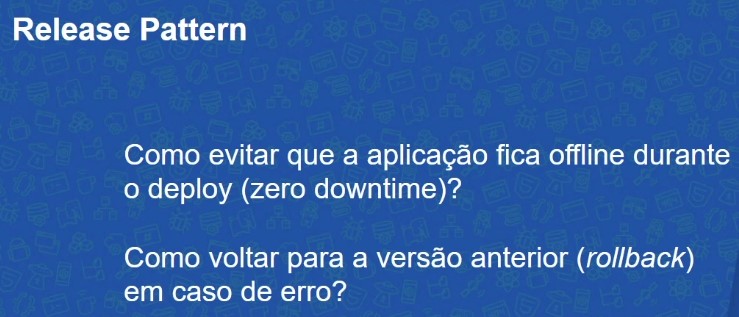 Release Pattern
Como evitar que a aplicação fica offline durante
o deploy (zero downtime)?
Como voltar para a versão anterior (rollback)
em caso de erro?